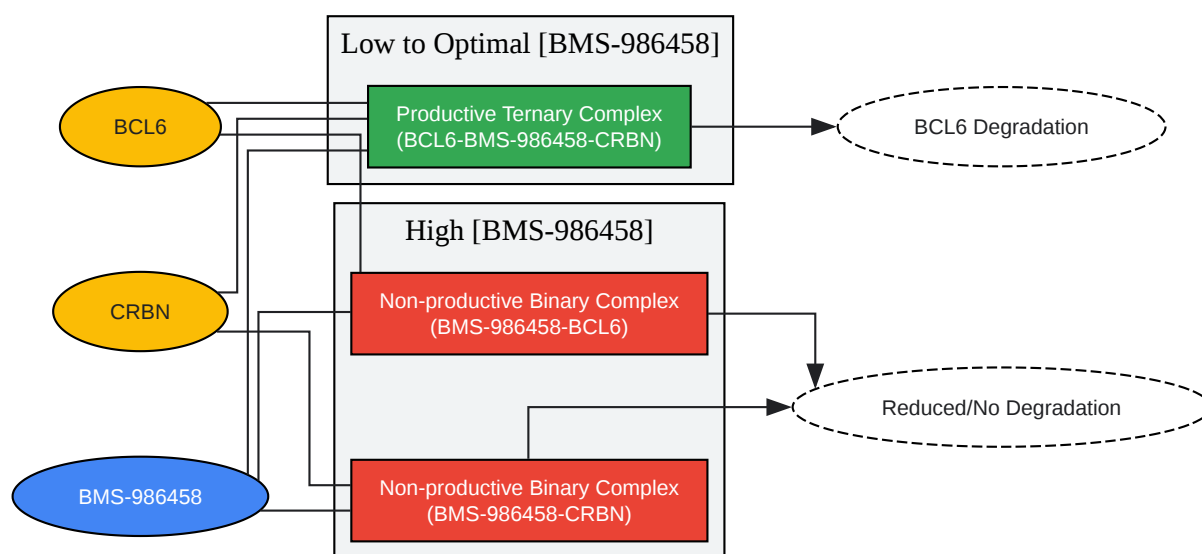 Low to Optimal [BMS-986458]
BCL6
Productive Ternary Complex
(BCL6-BMS-986458-CRBN)
BCL6 Degradation
High [BMS-986458]
CRBN
Non-productive Binary Complex
(BMS-986458-BCL6)
Reduced/No Degradation
BMS-986458
Non-productive Binary Complex
(BMS-986458-CRBN)